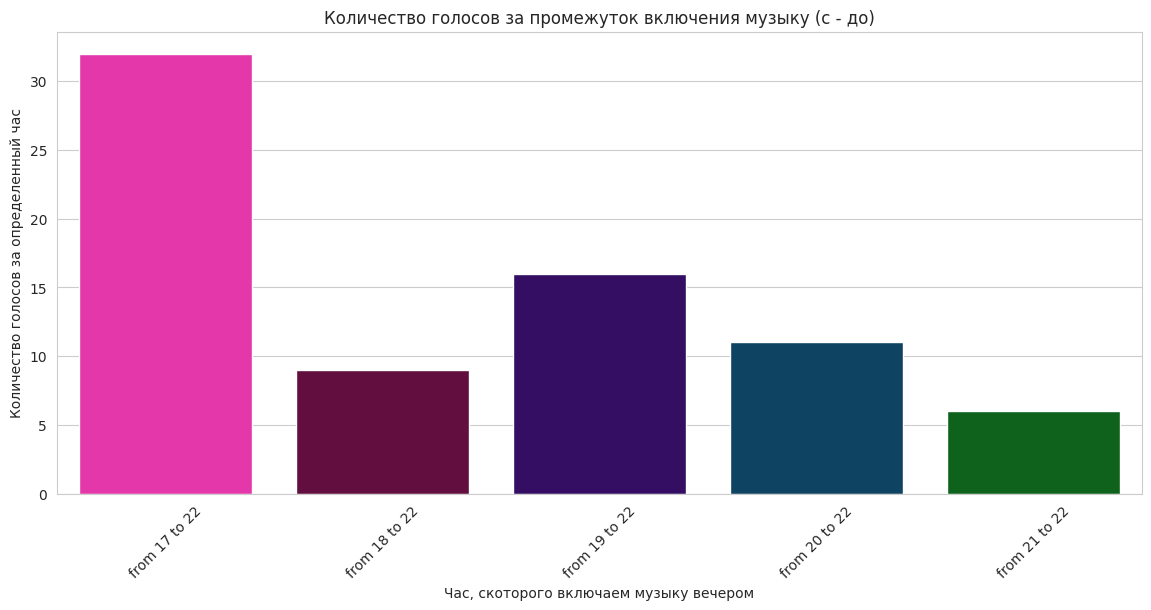 Количество голосов за промежуток включения музыку (с - до)
Количество голосов за определенный час
30
25
20
15
10
5
0
from 17 to 22
from 18 to 22
from 19 to 22
from 20 to 22
from 21 to 22
Час, скоторого включаем музыку вечером